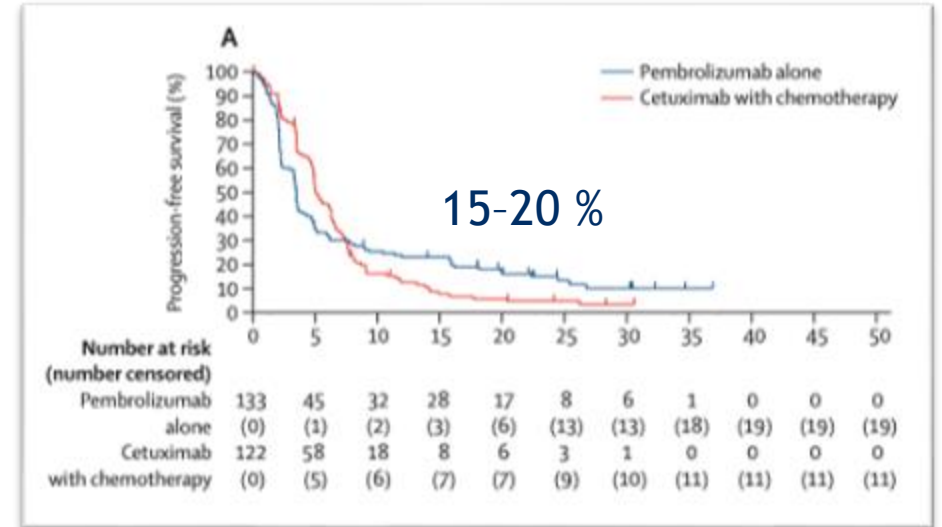 A
Progression-free survival (%)
100
90
80
70
60
50
40
30
20
10
0
Pembrolizumab alone
Cetuximab with chemotherapy
15-20 %
0 5 10 15 20 25 30 35 40 45 50
Number at risk
(number censored)
Pembrolizumab 133 45 32 28 17 8 6 1 0 0 0
alone (0) (1) (2) (3) (6) (13) (13) (18) (19) (19) (19)
Cetuximab 122 58 18 8 6 3 1 0 0 0 0
with chemotherapy (0) (5) (6) (7) (7) (9) (10) (11) (11) (11) (11)